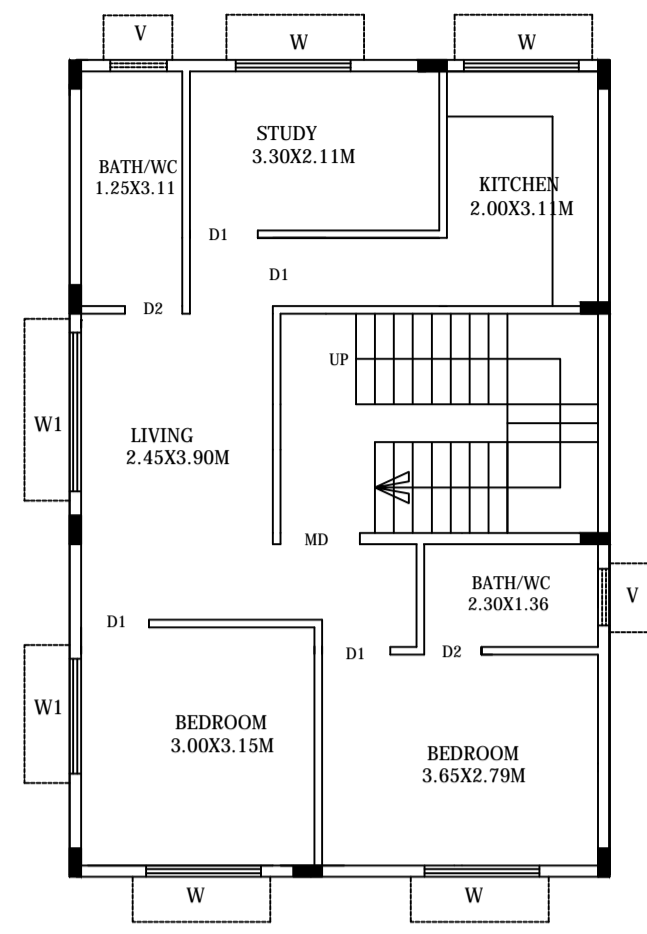 V
W
W
STUDY
3.30X2.11M
BATH/WC
1.25X3.11
KITCHEN
2.00X3.11M
D1
D1
D2
UP
W1
LIVING
2.45X3.90M
MD
BATH/WC
2.30X1.36
V
D1
D1
D2
W1
BEDROOM
3.00X3.15M
BEDROOM
3.65X2.79M
W
W